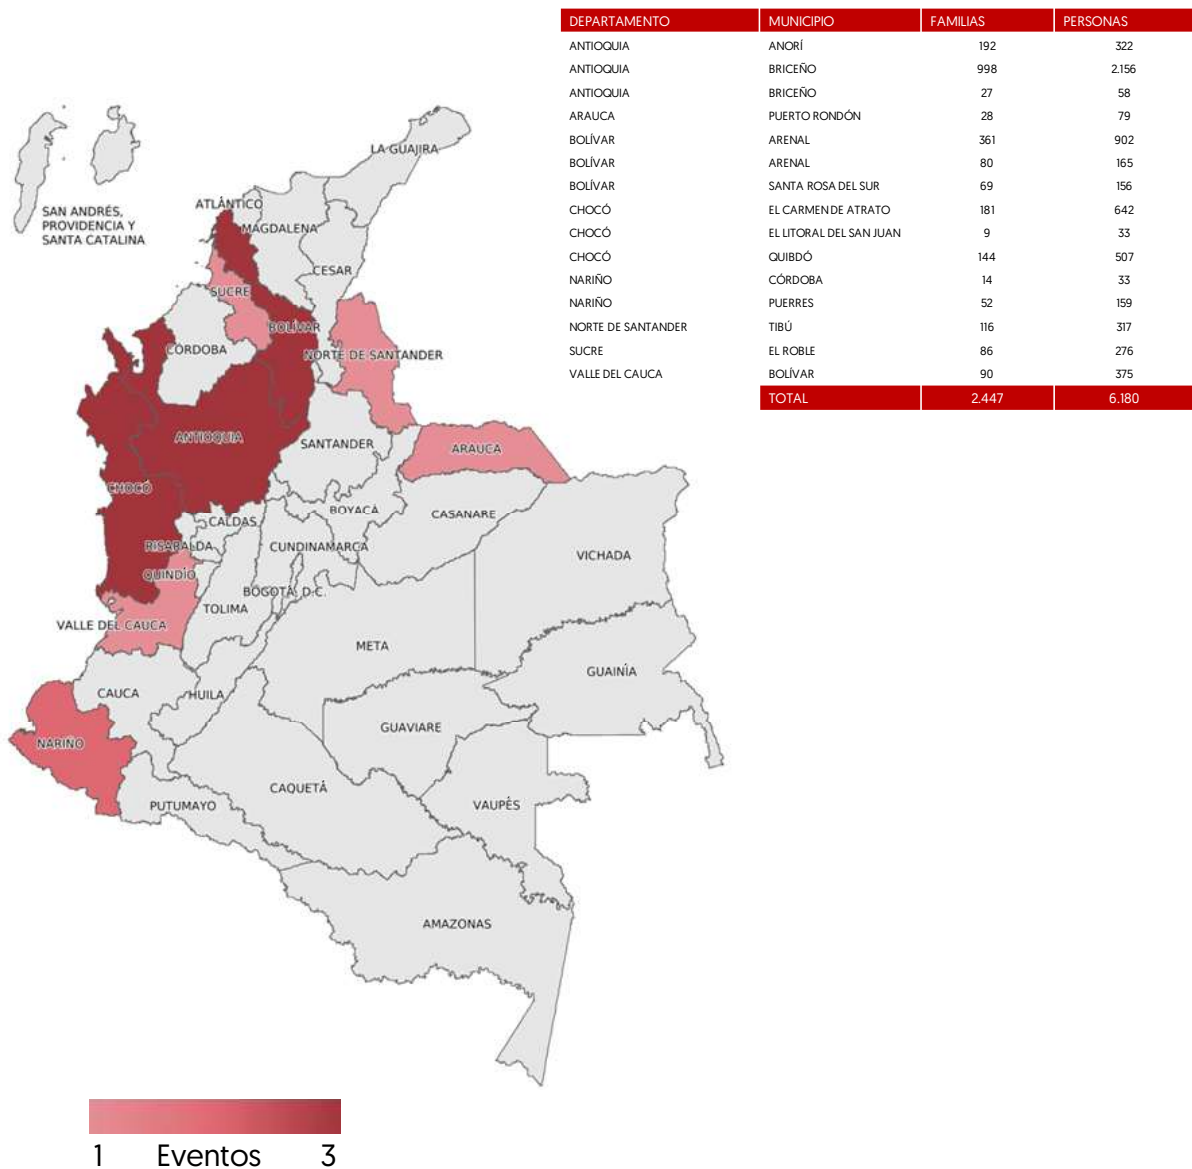 DEPARTAMENTO MUNICIPIO FAMILIAS PERSONAS
ANTIOQUIA ANORÍ 192 322
ANTIOQUIA BRICEÑO 998 2.156
ANTIOQUIA BRICEÑO 27 58
ARAUCA PUERTO RONDÓN 28 79
BOLÍVAR ARENAL 361 902
BOLÍVAR ARENAL 80 165
BOLÍVAR SANTA ROSA DEL SUR 69 156
CHOCÓ EL CARMEN DE ATRATO 181 642
CHOCÓ EL LITORAL DEL SAN JUAN 9 33
CHOCÓ QUIBDÓ 144 507
NARIÑO CÓRDOBA 14 33
NARIÑO PUERRES 52 159
NORTE DE SANTANDER TIBÚ 116 317
SUCRE EL ROBLE 86 276
VALLE DEL CAUCA BOLÍVAR 90 375
TOTAL 2.447 6.180
LA GUAJIRA
SAN ANDRÉS,
PROVIDENCIA Y
SANTA CATALINA
ATLÁNTICO
MAGDALENA
CESAR
SUCRE
BOLÍVAR
CÓRDOBA
NORTE DE SANTANDER
ANTIOQUIA
SANTANDER
ARAUCA
CHOCÓ
BOYACÁ
CASANARE
CALDAS
RISARALDA
CUNDINAMARCA
VICHADA
QUINDÍO
BOGOTÁ, D.C.
TOLIMA
VALLE DEL CAUCA
META
GUAINÍA
CAUCA
HUILA
GUAVIARE
NARIÑO
CAQUETÁ
PUTUMAYO
VAUPÉS
AMAZONAS
1 Eventos 3